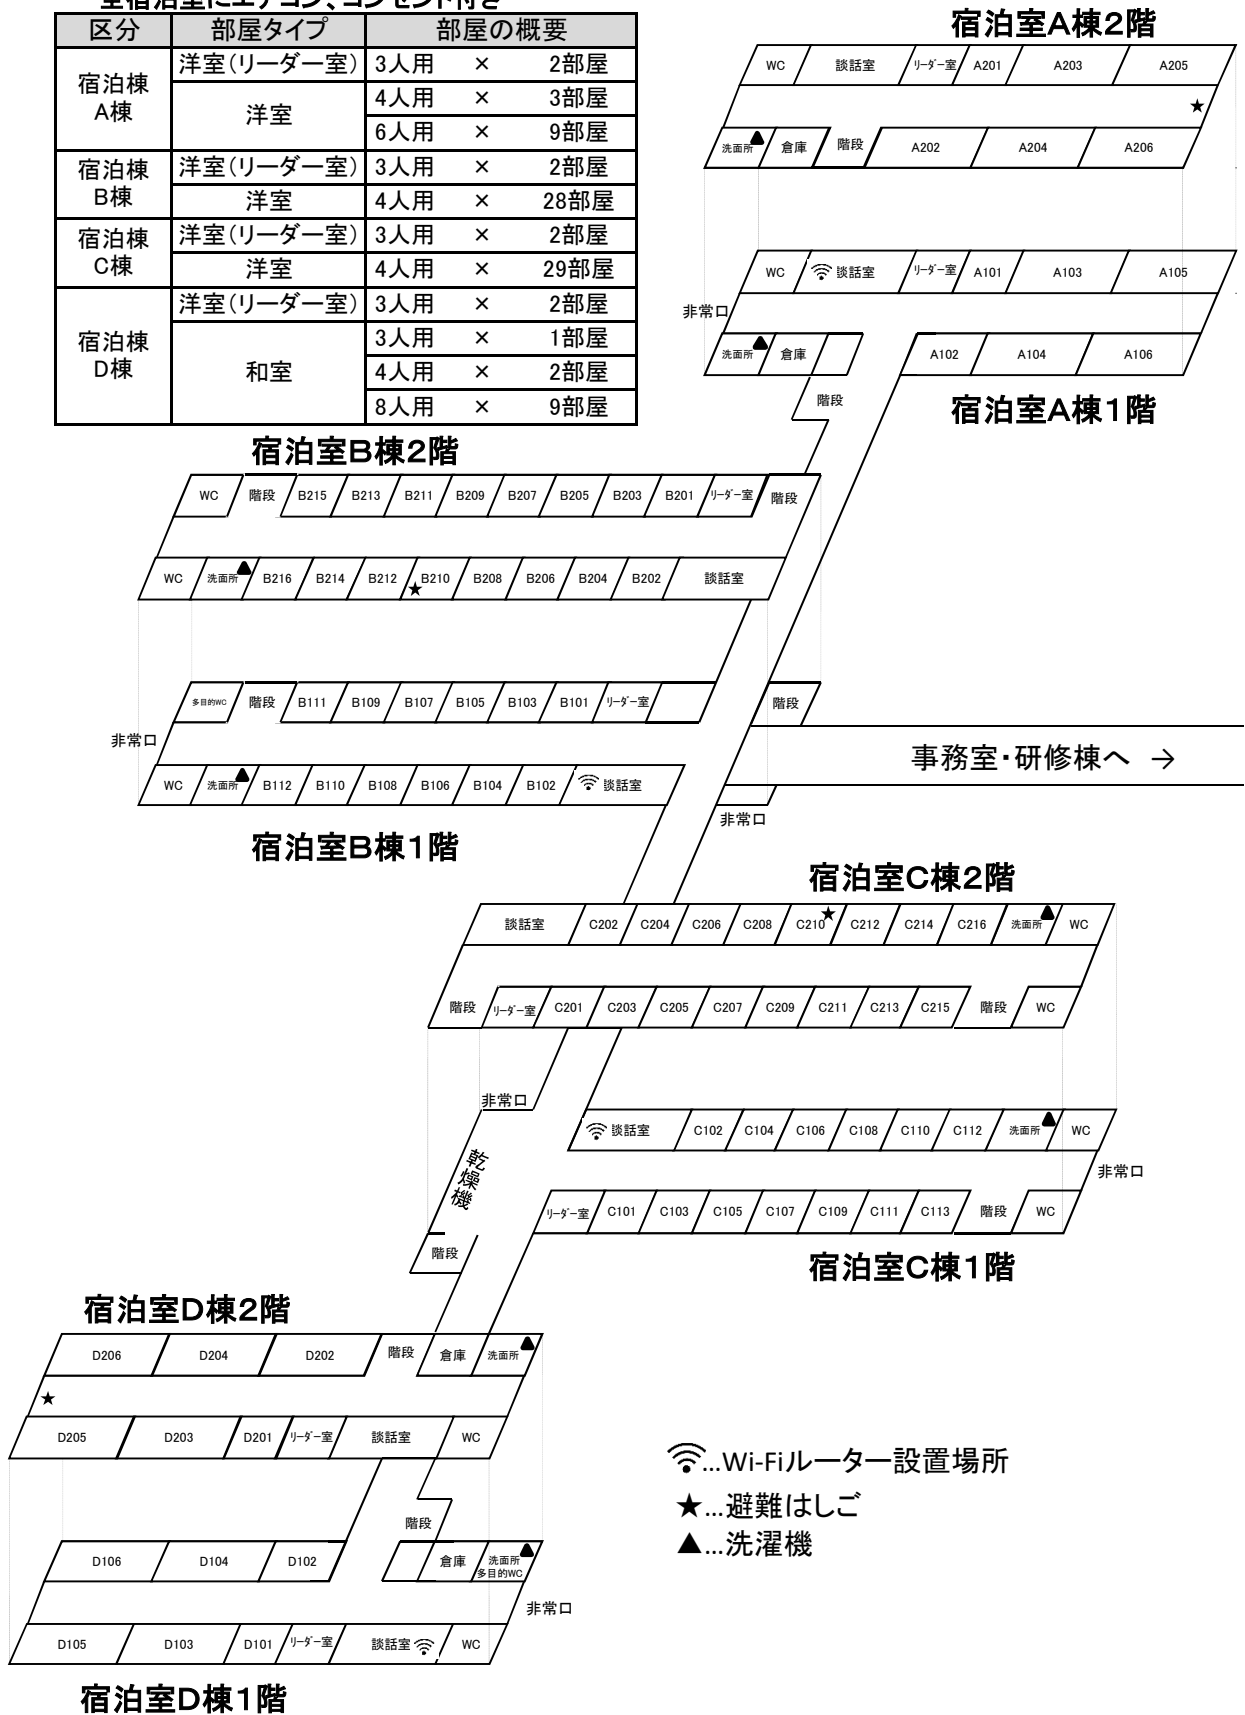 全宿泊室にエアコン、コンセント付き
区分 部屋タイプ 部屋の概要
宿泊棟
A棟
洋室(リーダー室) 3人用 × 2部屋
洋室 4人用 × 3部屋
6人用 × 9部屋
宿泊棟
B棟
洋室(リーダー室) 3人用 × 2部屋
洋室 4人用 × 28部屋
宿泊棟
C棟
洋室(リーダー室) 3人用 × 2部屋
洋室 4人用 × 29部屋
宿泊棟
D棟
洋室(リーダー室) 3人用 × 2部屋
和室 3人用 × 1部屋
4人用 × 2部屋
8人用 × 9部屋
宿泊室A棟2階
WC 談話室 リーダー室 A201 A203 A205
★
洗面所▲ 倉庫 階段 A202 A204 A206
WC 談話室 リーダー室 A101 A103 A105
非常口
洗面所▲ 倉庫 A102 A104 A106
階段
宿泊室A棟1階
宿泊室B棟2階
WC 階段 B215 B213 B211 B209 B207 B205 B203 B201 リーダー室 階段
WC 洗面所▲ B216 B214 B212 ★B210 B208 B206 B204 B202 談話室
多目的WC 階段 B111 B109 B107 B105 B103 B101 リーダー室 階段
非常口
事務室・研修棟へ →
WC 洗面所▲ B112 B110 B108 B106 B104 B102 談話室
非常口
宿泊室B棟1階
宿泊室C棟2階
談話室 C202 C204 C206 C208 C210★ C212 C214 C216 洗面所▲ WC
階段 リーダー室 C201 C203 C205 C207 C209 C211 C213 C215 階段 WC
非常口
談話室 C102 C104 C106 C108 C110 C112 洗面所▲ WC
乾燥機
非常口
リーダー室 C101 C103 C105 C107 C109 C111 C113 階段 WC
階段
宿泊室C棟1階
宿泊室D棟2階
D206 D204 D202 階段 倉庫 洗面所▲
★
D205 D203 D201 リーダー室 談話室 WC
階段
D106 D104 D102 倉庫 洗面所▲
多目的WC
非常口
D105 D103 D101 リーダー室 談話室 WC
宿泊室D棟1階
…Wi-Fiルーター設置場所
★…避難はしご
▲…洗濯機